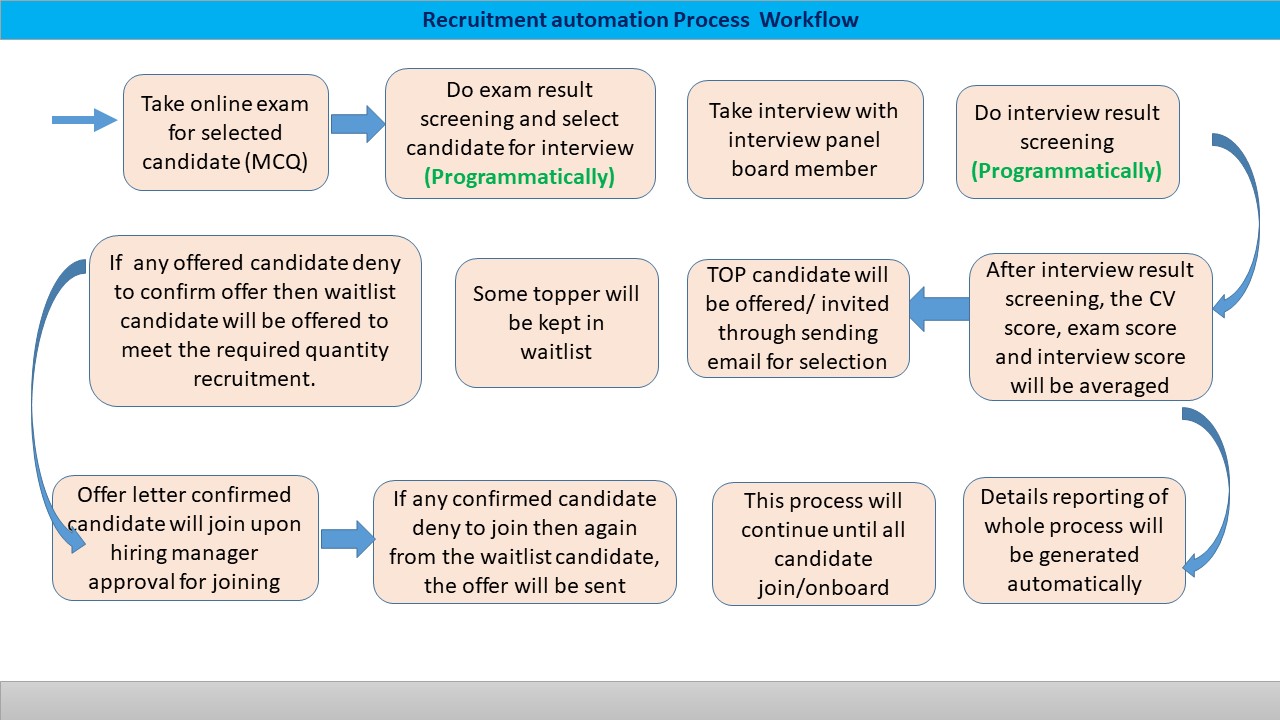 Recruitment automation Process  Workflow
Take online exam
for selected
candidate (MCQ)
Do exam result
screening and select
candidate for interview
(Programmatically)
Take interview with
interview panel
board member
Do interview result
screening
(Programmatically)
After interview result
screening, the CV
score, exam score
and interview score
will be averaged
TOP candidate will
be offered/ invited
through sending
email for selection
Some topper will
be kept in
waitlist
If  any offered candidate deny
to confirm offer then waitlist
candidate will be offered to
meet the required quantity
recruitment.
Offer letter confirmed
candidate will join upon
hiring manager
approval for joining
If any confirmed candidate
deny to join then again
from the waitlist candidate,
the offer will be sent
This process will
continue until all
candidate
join/onboard
Details reporting of
whole process will
be generated
automatically